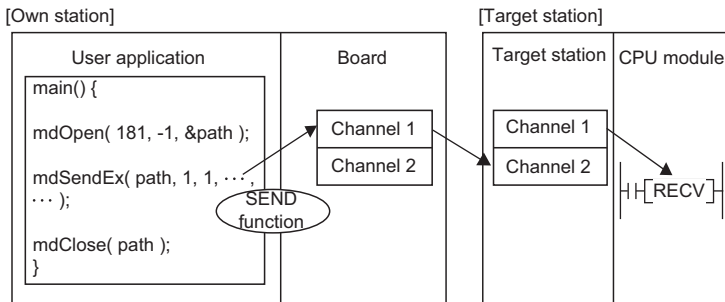 [Own station]
[Target station]
User application
Board
Target station
CPU module
main() {
mdOpen( 181, -1, &path );
mdSendEx( path, 1, 1, ··· ,
··· );
mdClose( path );
}
SEND
function
Channel 1
Channel 2
Channel 1
Channel 2
RECV